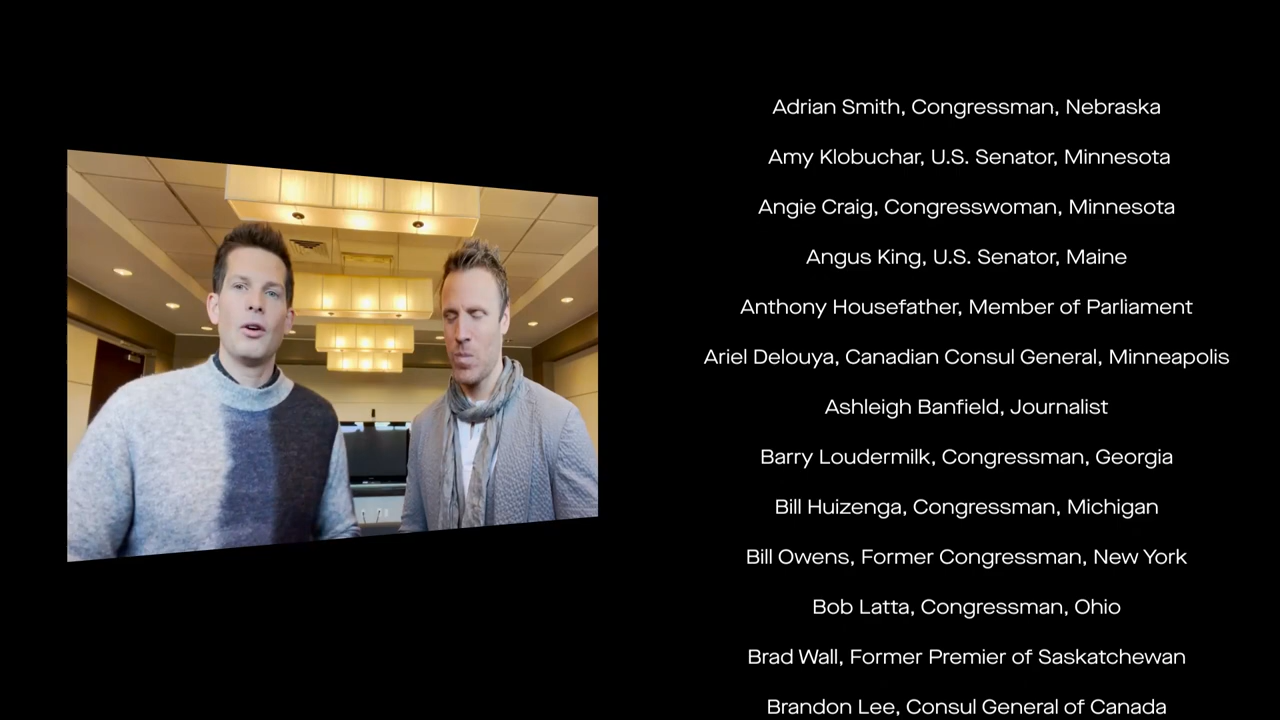 Adrian Smith, Congressman, Nebraska
Amy Klobuchar, U.S. Senator, Minnesota
Angie Craig, Congresswoman, Minnesota
Angus King, U.S. Senator, Maine
Anthony Housefather, Member of Parliament
Ariel Delouya, Canadian Consul General, Minneapolis
Ashleigh Banfield, Journalist
Barry Loudermilk, Congressman, Georgia
Bill Huizenga, Congressman, Michigan
Bill Owens, Former Congressman, New York
Bob Latta, Congressman, Ohio
Brad Wall, Former Premier of Saskatchewan
Brandon Lee, Consul General of Canada